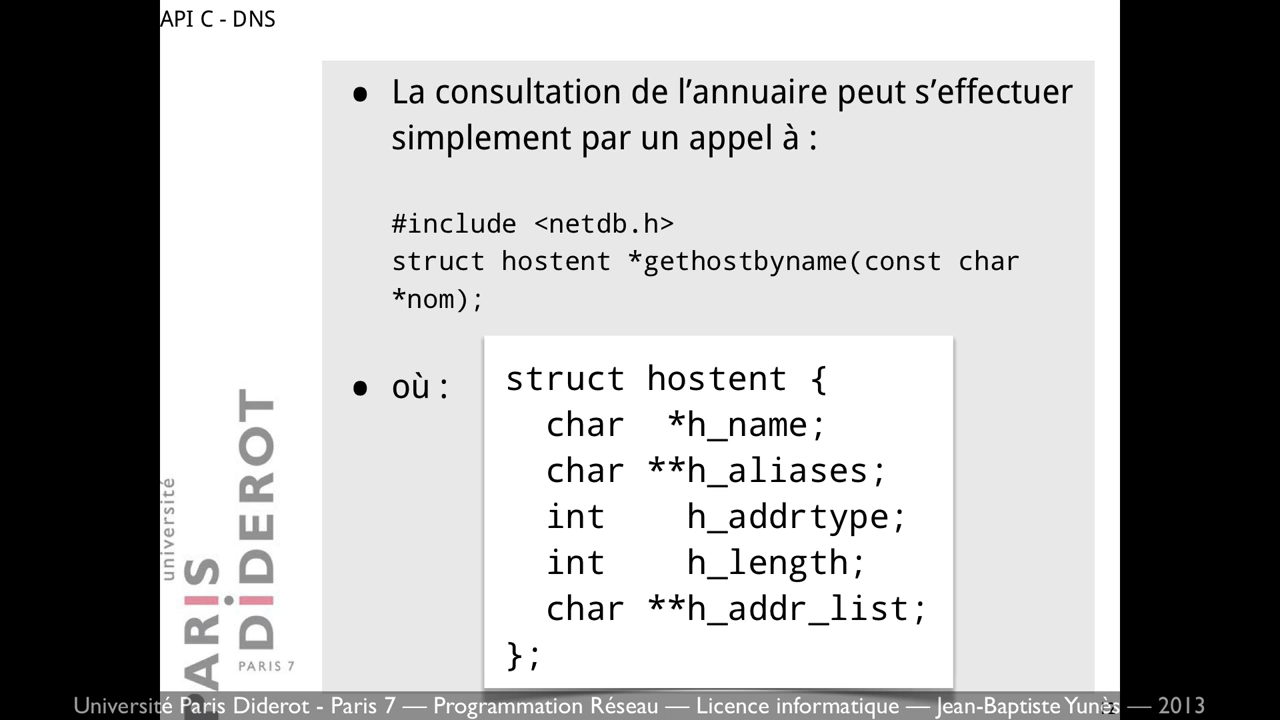 API C - DNS
• La consultation de l’annuaire peut s’effectuer
simplement par un appel à :
#include <netdb.h>
struct hostent *gethostbyname(const char
*nom);
• où :
struct hostent {
  char  *h_name;
  char **h_aliases;
  int    h_addrtype;
  int    h_length;
  char **h_addr_list;
};
université
PARIS
DIDEROT
PARIS 7
Université Paris Diderot - Paris 7 — Programmation Réseau — Licence informatique — Jean-Baptiste Yunès — 2013